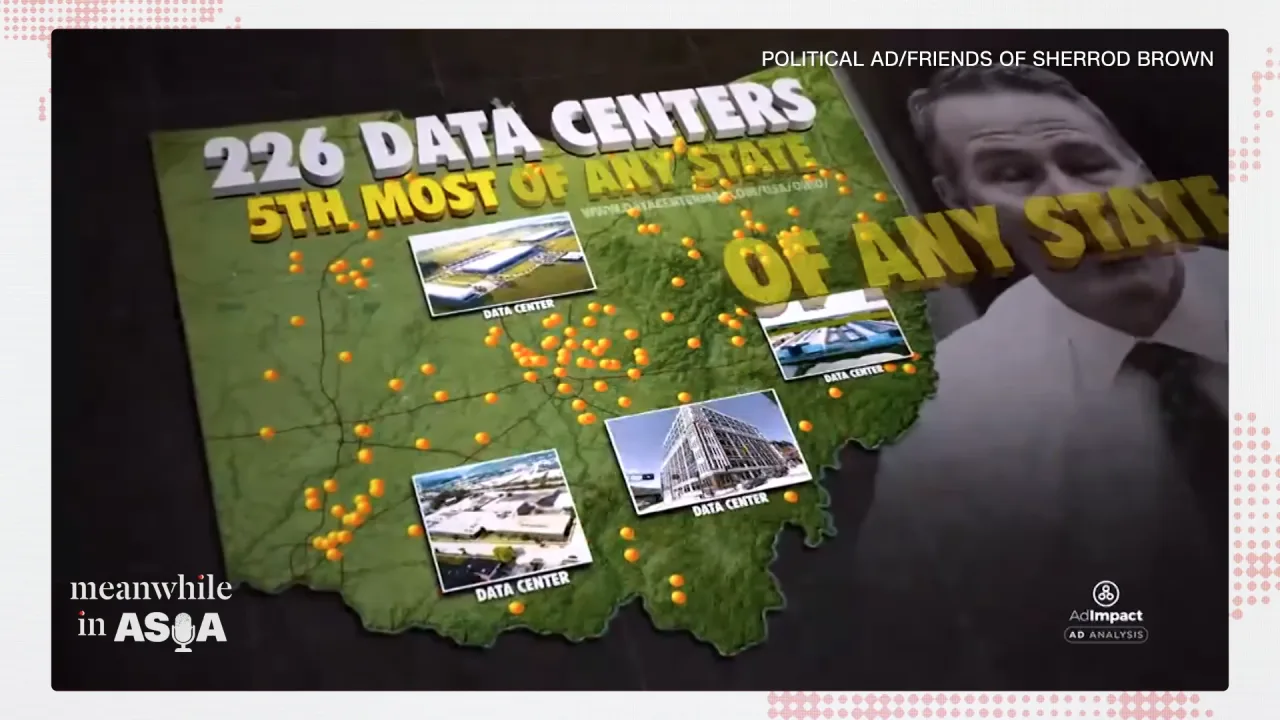 POLITICAL AD/FRIENDS OF SHERROD BROWN
226 DATA CENTERS
5TH MOST OF ANY STATE
OF ANY STATE
DATA CENTER
DATA CENTER
DATA CENTER
DATA CENTER
meanwhile
in ASIA
AdImpact
AD ANALYSIS